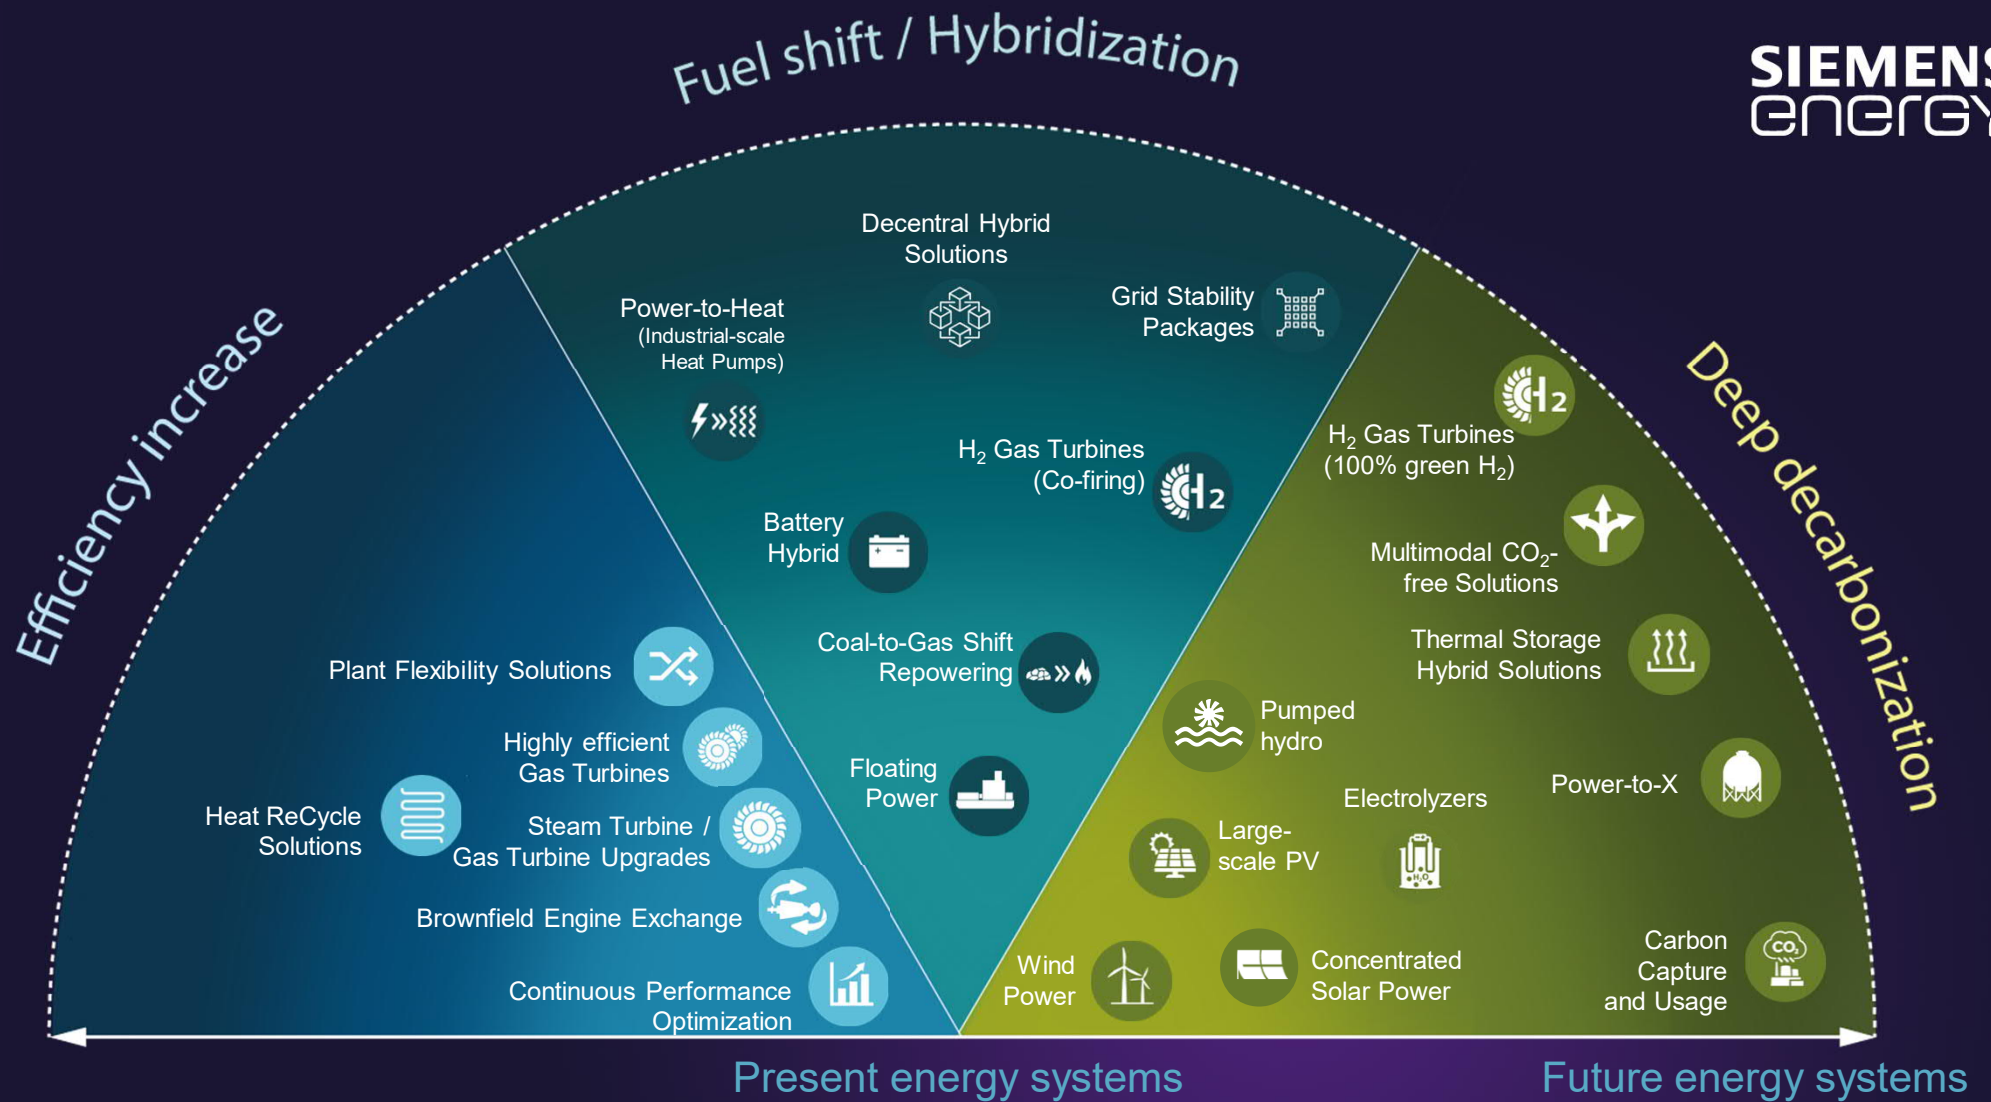 Fuel shift / Hybridization
SIEMENS
energy
Efficiency increase
Deep decarbonization
Decentral Hybrid
Solutions
Power-to-Heat
(Industrial-scale
Heat Pumps)
Grid Stability
Packages
H₂ Gas Turbines
(Co-firing)
H2
Battery
Hybrid
Coal-to-Gas Shift
Repowering
Floating
Power
Plant Flexibility Solutions
Highly efficient
Gas Turbines
Heat ReCycle
Solutions
Steam Turbine /
Gas Turbine Upgrades
Brownfield Engine Exchange
Continuous Performance
Optimization
H2
H₂ Gas Turbines
(100% green H₂)
Multimodal CO₂-
free Solutions
Thermal Storage
Hybrid Solutions
Pumped
hydro
Power-to-X
Electrolyzers
H₂O
Large-
scale PV
Wind
Power
Concentrated
Solar Power
Carbon
Capture
and Usage
CO₂
Present energy systems
Future energy systems